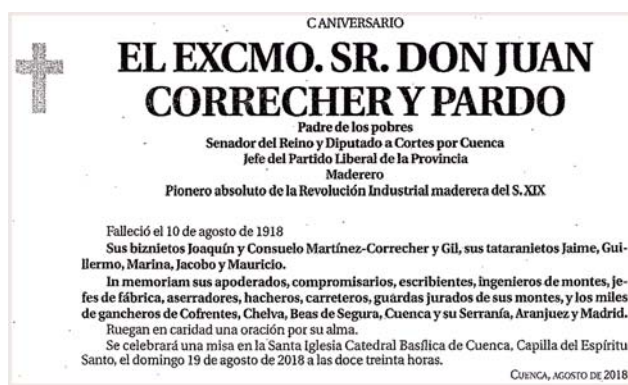 C ANIVERSARIO
EL EXCMO. SR. DON JUAN
CORRECHER Y PARDO
Padre de los pobres
Senador del Reino y Diputado a Cortes por Cuenca
Jefe del Partido Liberal de la Provincia
Maderero
Pionero absoluto de la Revolución Industrial maderera del S. XIX
Falleció el 10 de agosto de 1918
Sus biznietos Joaquín y Consuelo Martínez-Correcher y Gil, sus tataranietos Jaime, Gui-
llermo, Marina, Jacobo y Mauricio.
In memoriam sus apoderados, compromisarios, escribientes, ingenieros de montes, je-
fes de fábrica, aserradores, hacheros, carreteros, guardas jurados de sus montes, y los miles
de gancheros de Cofrentes, Chelva, Beas de Segura, Cuenca y su Serranía, Aranjuez y Madrid.
Ruegan en caridad una oración por su alma.
Se celebrará una misa en la Santa Iglesia Catedral Basílica de Cuenca, Capilla del Espíritu
Santo, el domingo 19 de agosto de 2018 a las doce treinta horas.
CUENCA, AGOSTO DE 2018